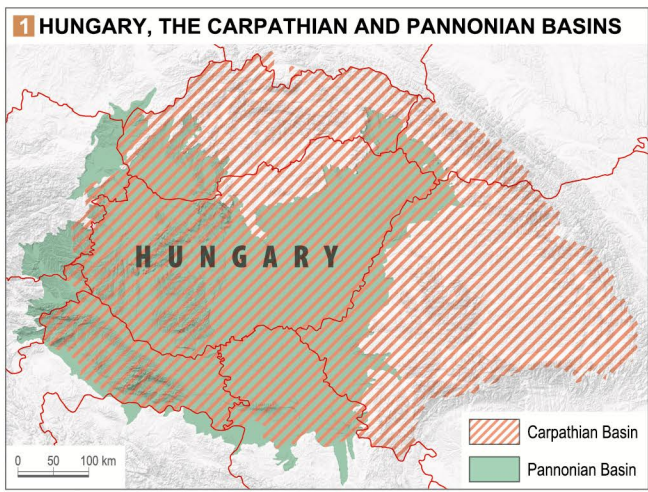 1 HUNGARY, THE CARPATHIAN AND PANNONIAN BASINS
HUNGARY
Carpathian Basin
Pannonian Basin
0 50 100 km